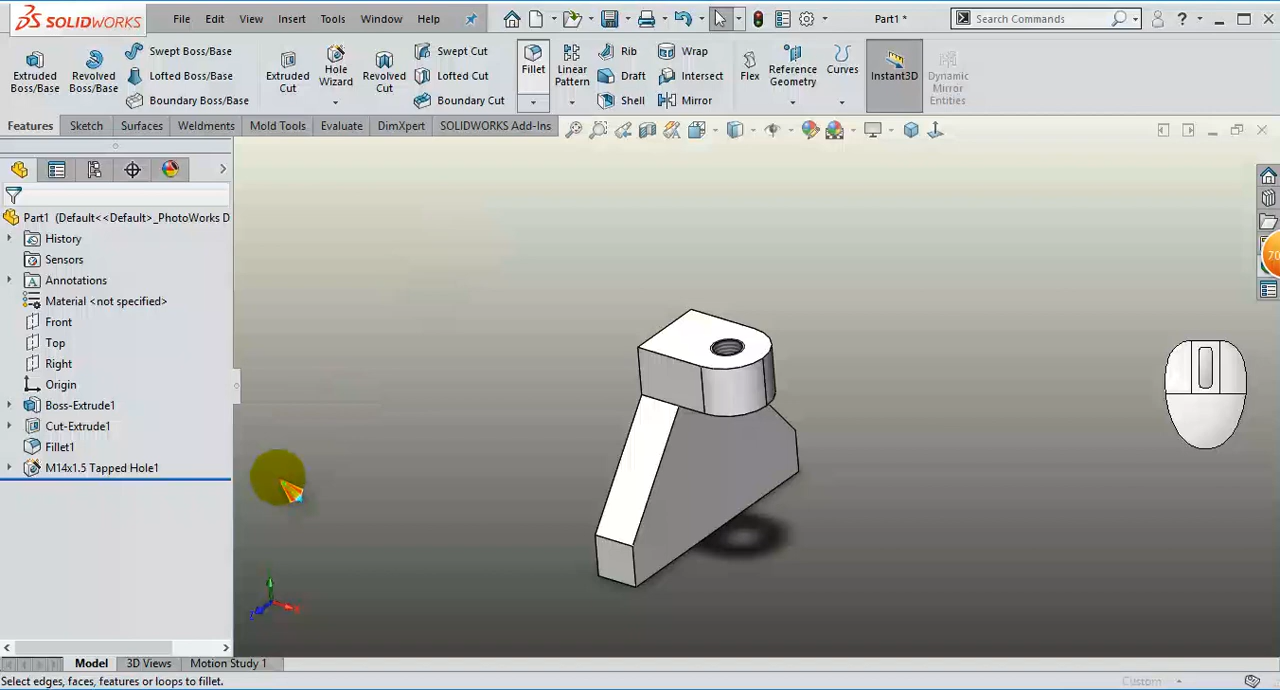 SOLIDWORKS
File Edit View Insert Tools Window Help
Part1 *
Search Commands
?
Extruded Boss/Base
Revolved Boss/Base
Swept Boss/Base
Lofted Boss/Base
Boundary Boss/Base
Extruded Cut
Hole Wizard
Revolved Cut
Swept Cut
Lofted Cut
Boundary Cut
Fillet
Linear Pattern
Rib
Draft
Shell
Wrap
Intersect
Mirror
Flex
Reference Geometry
Curves
Instant3D
Dynamic Mirror Entities
Features Sketch Surfaces Weldments Mold Tools Evaluate DimXpert SOLIDWORKS Add-Ins
Part1 (Default<<Default>_PhotoWorks D
History
Sensors
Annotations
Material <not specified>
Front
Top
Right
Origin
Boss-Extrude1
Cut-Extrude1
Fillet1
M14x1.5 Tapped Hole1
70
Model 3D Views Motion Study 1
Select edges, faces, features or loops to fillet.
Custom